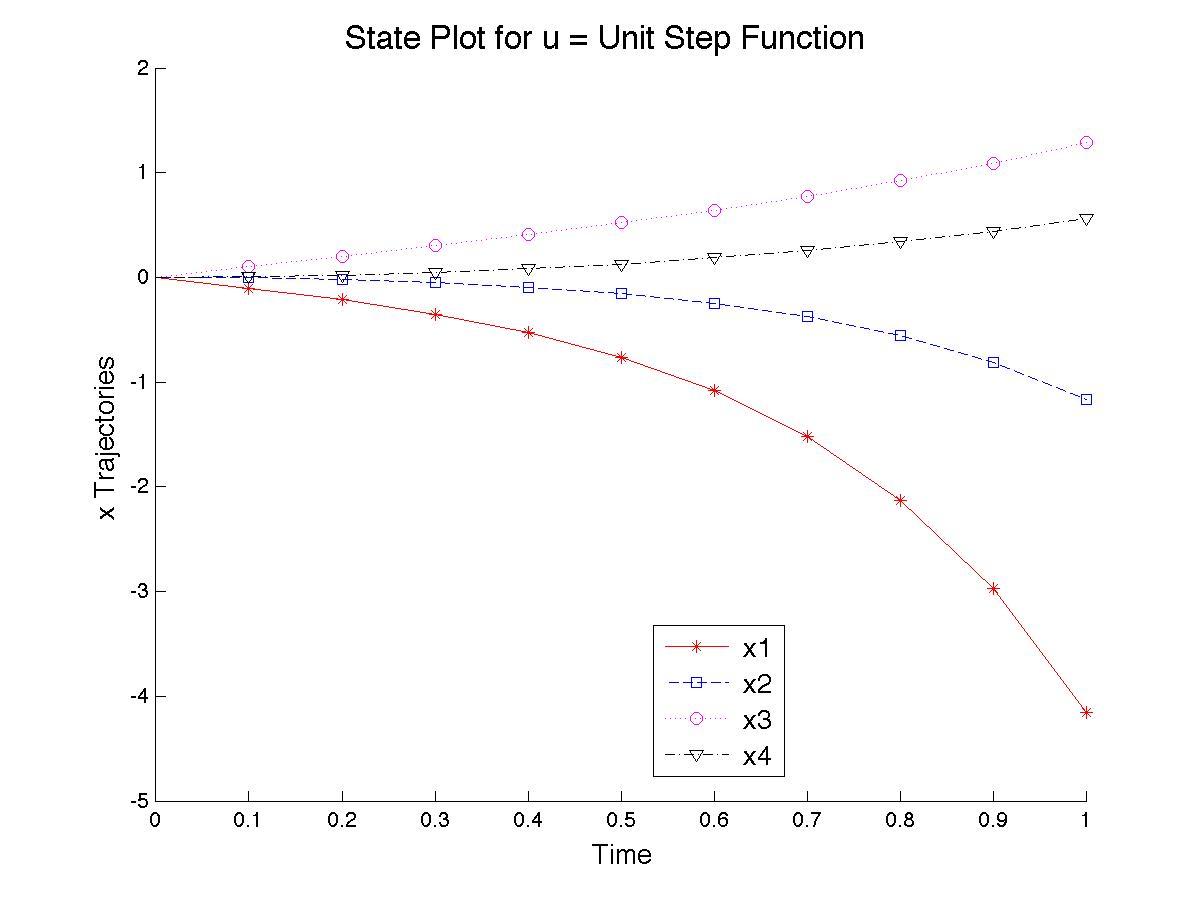 State Plot for u = Unit Step Function
2
1
0
-1
-2
-3
-4
-5
x Trajectories
x1
x2
x3
x4
0 0.1 0.2 0.3 0.4 0.5 0.6 0.7 0.8 0.9 1
Time